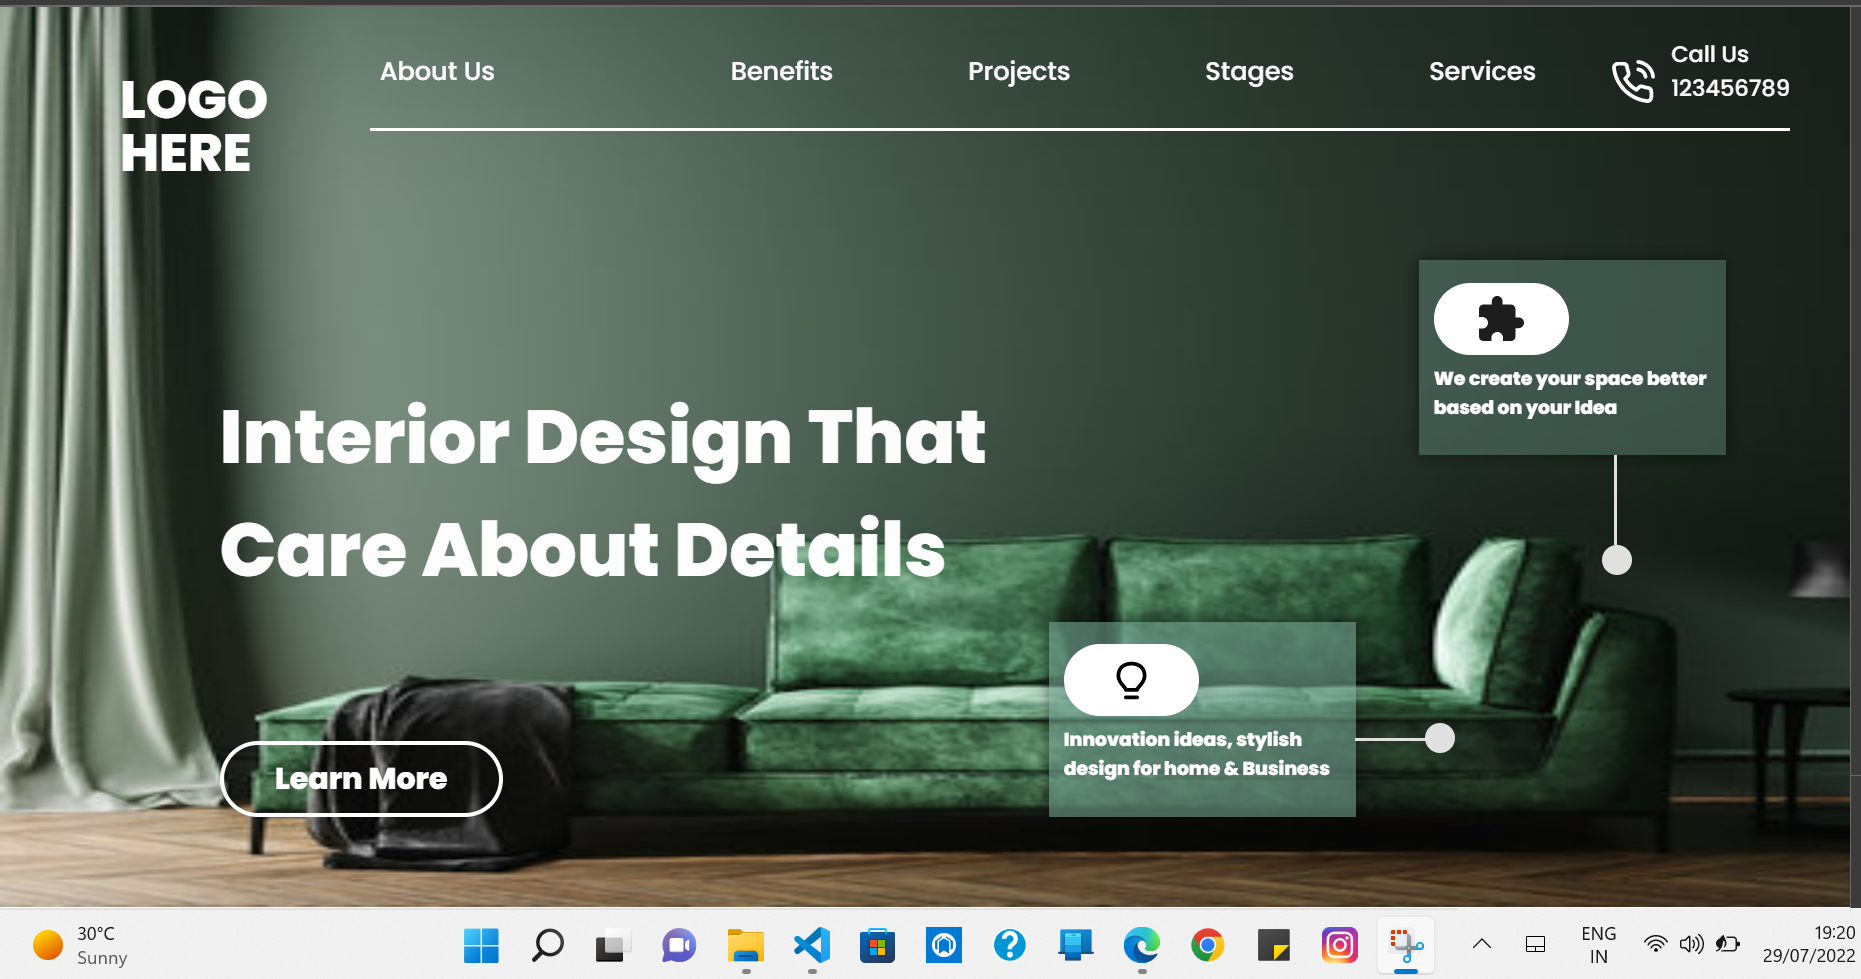 LOGO
HERE
About Us
Benefits
Projects
Stages
Services
Call Us
123456789
We create your space better
based on your Idea
Interior Design That
Care About Details
Innovation ideas, stylish
design for home & Business
Learn More
30°C
Sunny
ENG
IN
19:20
29/07/2022